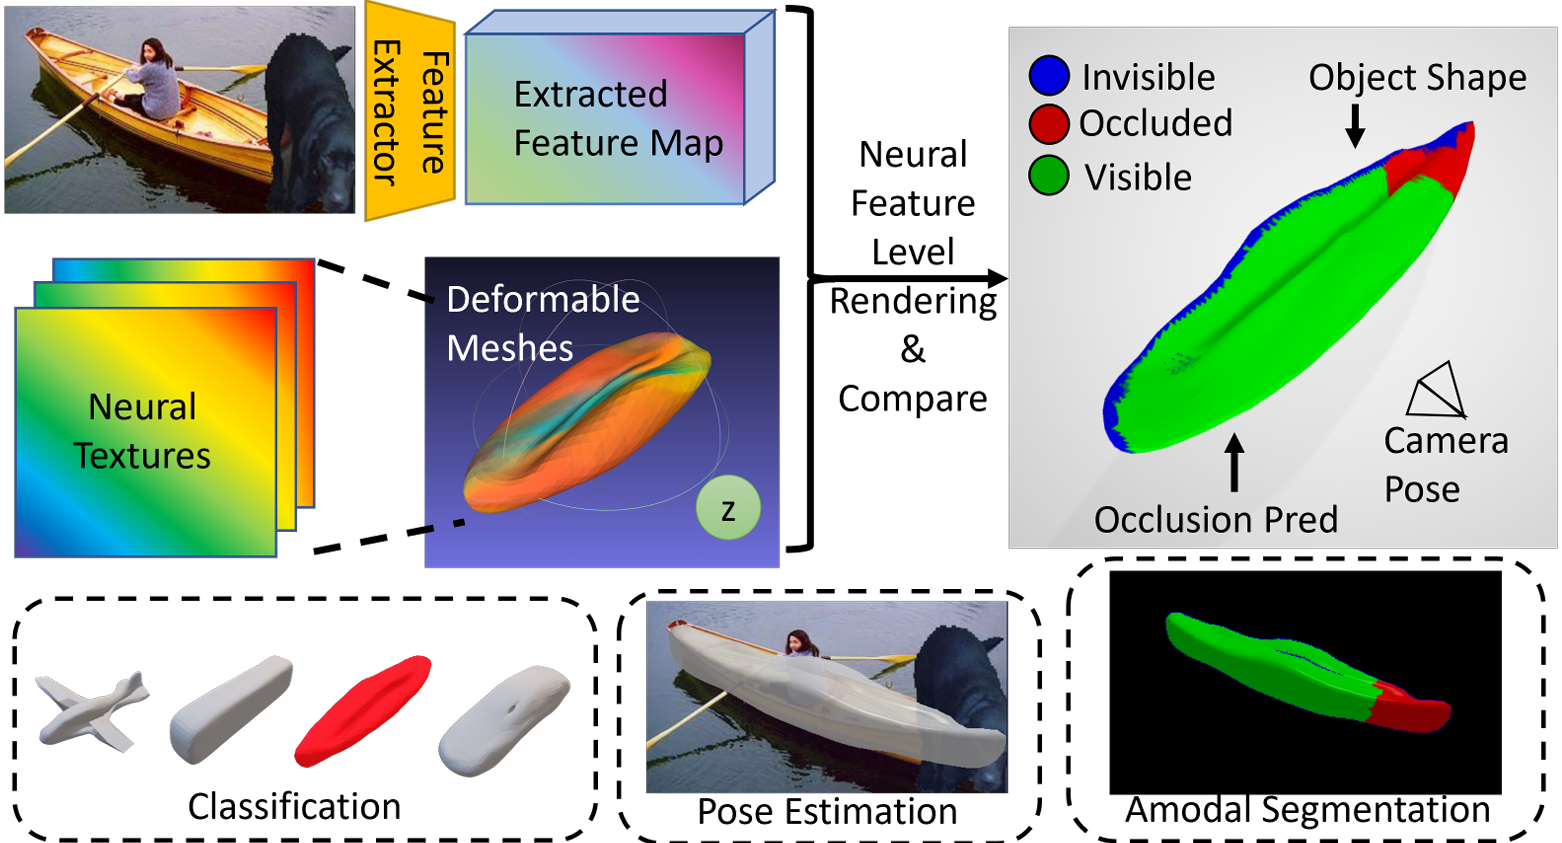 Feature
Extractor
Extracted
Feature Map
Neural
Feature
Level
Rendering
&
Compare
Invisible
Occluded
Visible
Object Shape
Camera
Pose
Occlusion Pred
Neural
Textures
Deformable
Meshes
z
Classification
Pose Estimation
Amodal Segmentation